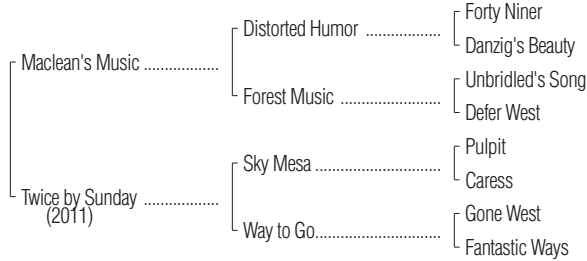 Forty Niner
Distorted Humor ..................
Danzig's Beauty
Maclean's Music ..................
Unbridled's Song
Forest Music ........................
Defer West
Pulpit
Sky Mesa ..............................
Caress
Twice by Sunday ..................
(2011)
Gone West
Way to Go..............................
Fantastic Ways